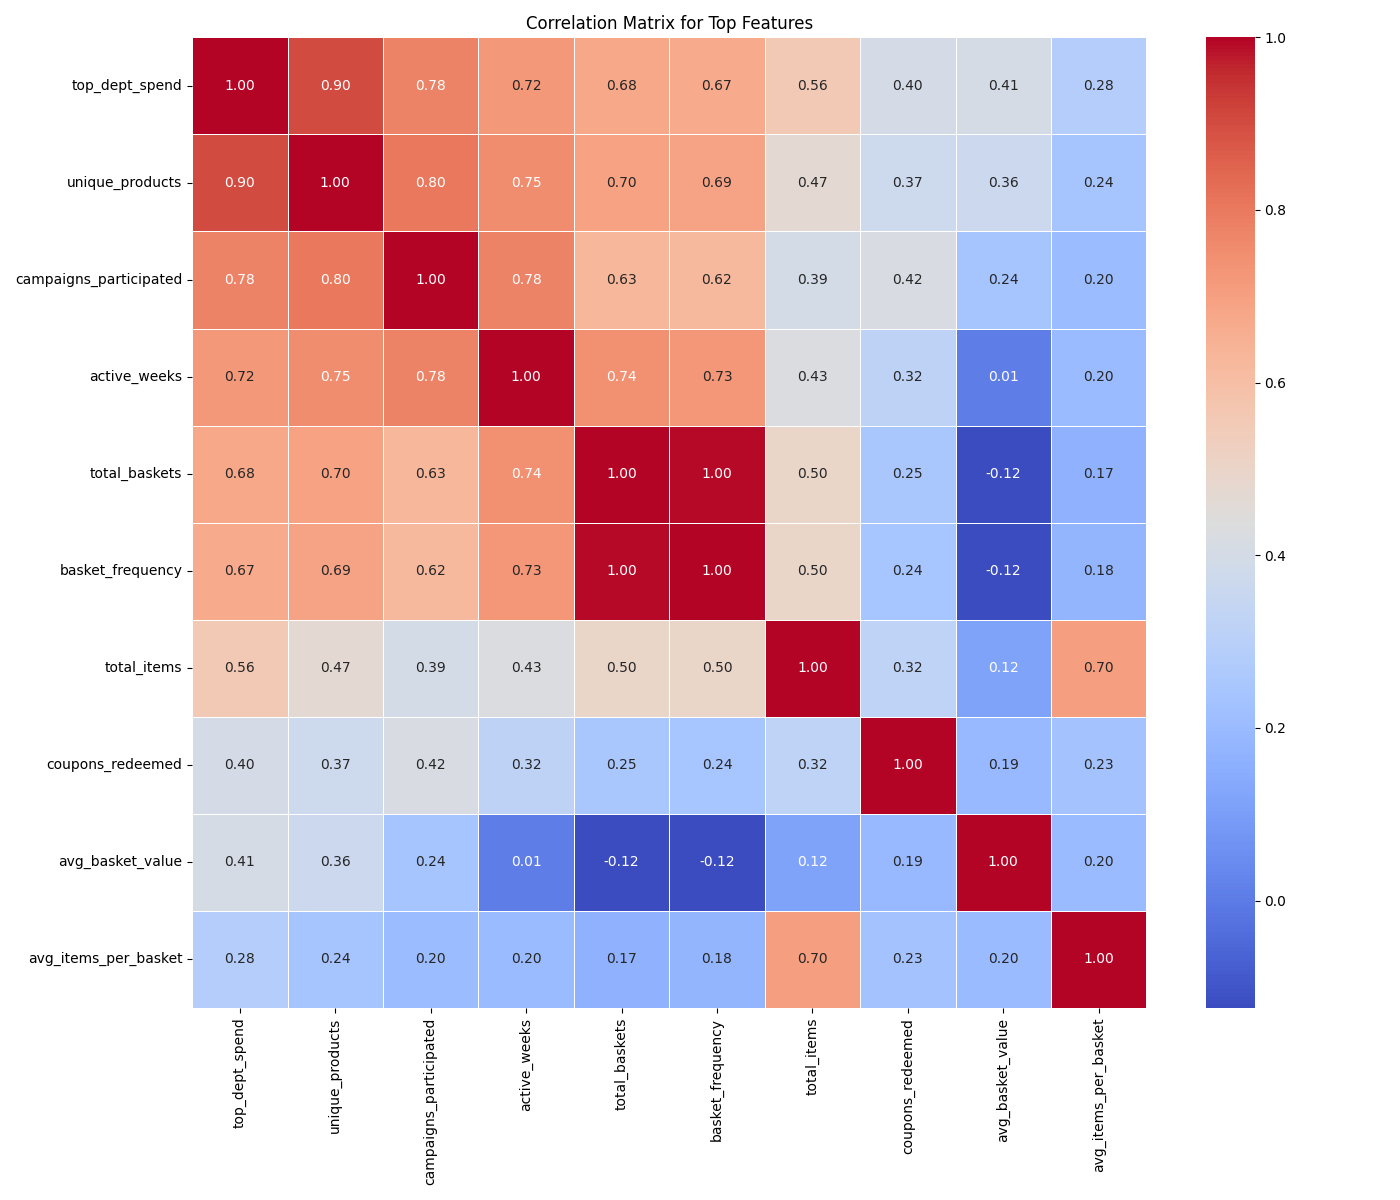 Correlation Matrix for Top Features
top_dept_spend 1.00 0.90 0.78 0.72 0.68 0.67 0.56 0.40 0.41 0.28
unique_products 0.90 1.00 0.80 0.75 0.70 0.69 0.47 0.37 0.36 0.24
campaigns_participated 0.78 0.80 1.00 0.78 0.63 0.62 0.39 0.42 0.24 0.20
active_weeks 0.72 0.75 0.78 1.00 0.74 0.73 0.43 0.32 0.01 0.20
total_baskets 0.68 0.70 0.63 0.74 1.00 1.00 0.50 0.25 -0.12 0.17
basket_frequency 0.67 0.69 0.62 0.73 1.00 1.00 0.50 0.24 -0.12 0.18
total_items 0.56 0.47 0.39 0.43 0.50 0.50 1.00 0.32 0.12 0.70
coupons_redeemed 0.40 0.37 0.42 0.32 0.25 0.24 0.32 1.00 0.19 0.23
avg_basket_value 0.41 0.36 0.24 0.01 -0.12 -0.12 0.12 0.19 1.00 0.20
avg_items_per_basket 0.28 0.24 0.20 0.20 0.17 0.18 0.70 0.23 0.20 1.00
top_dept_spend
unique_products
campaigns_participated
active_weeks
total_baskets
basket_frequency
total_items
coupons_redeemed
avg_basket_value
avg_items_per_basket
1.0
0.8
0.6
0.4
0.2
0.0